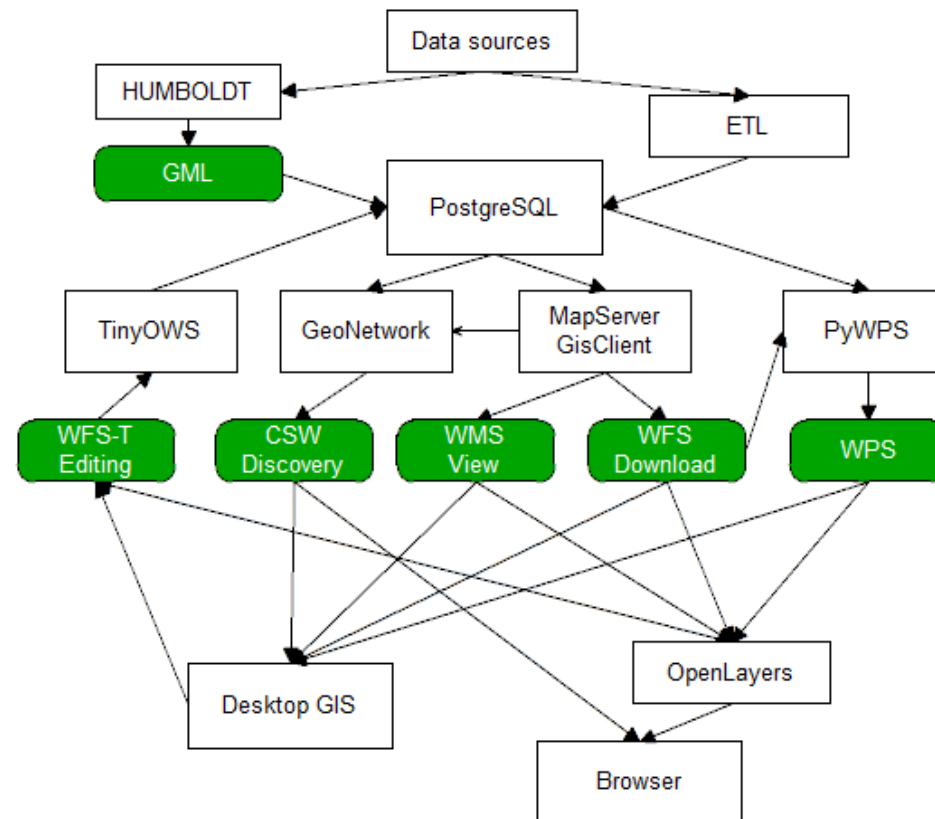 Data sources
HUMBOLDT
ETL
GML
PostgreSQL
TinyOWS
GeoNetwork
MapServer
GisClient
PyWPS
WFS-T
Editing
CSW
Discovery
WMS
View
WFS
Download
WPS
Desktop GIS
OpenLayers
Browser